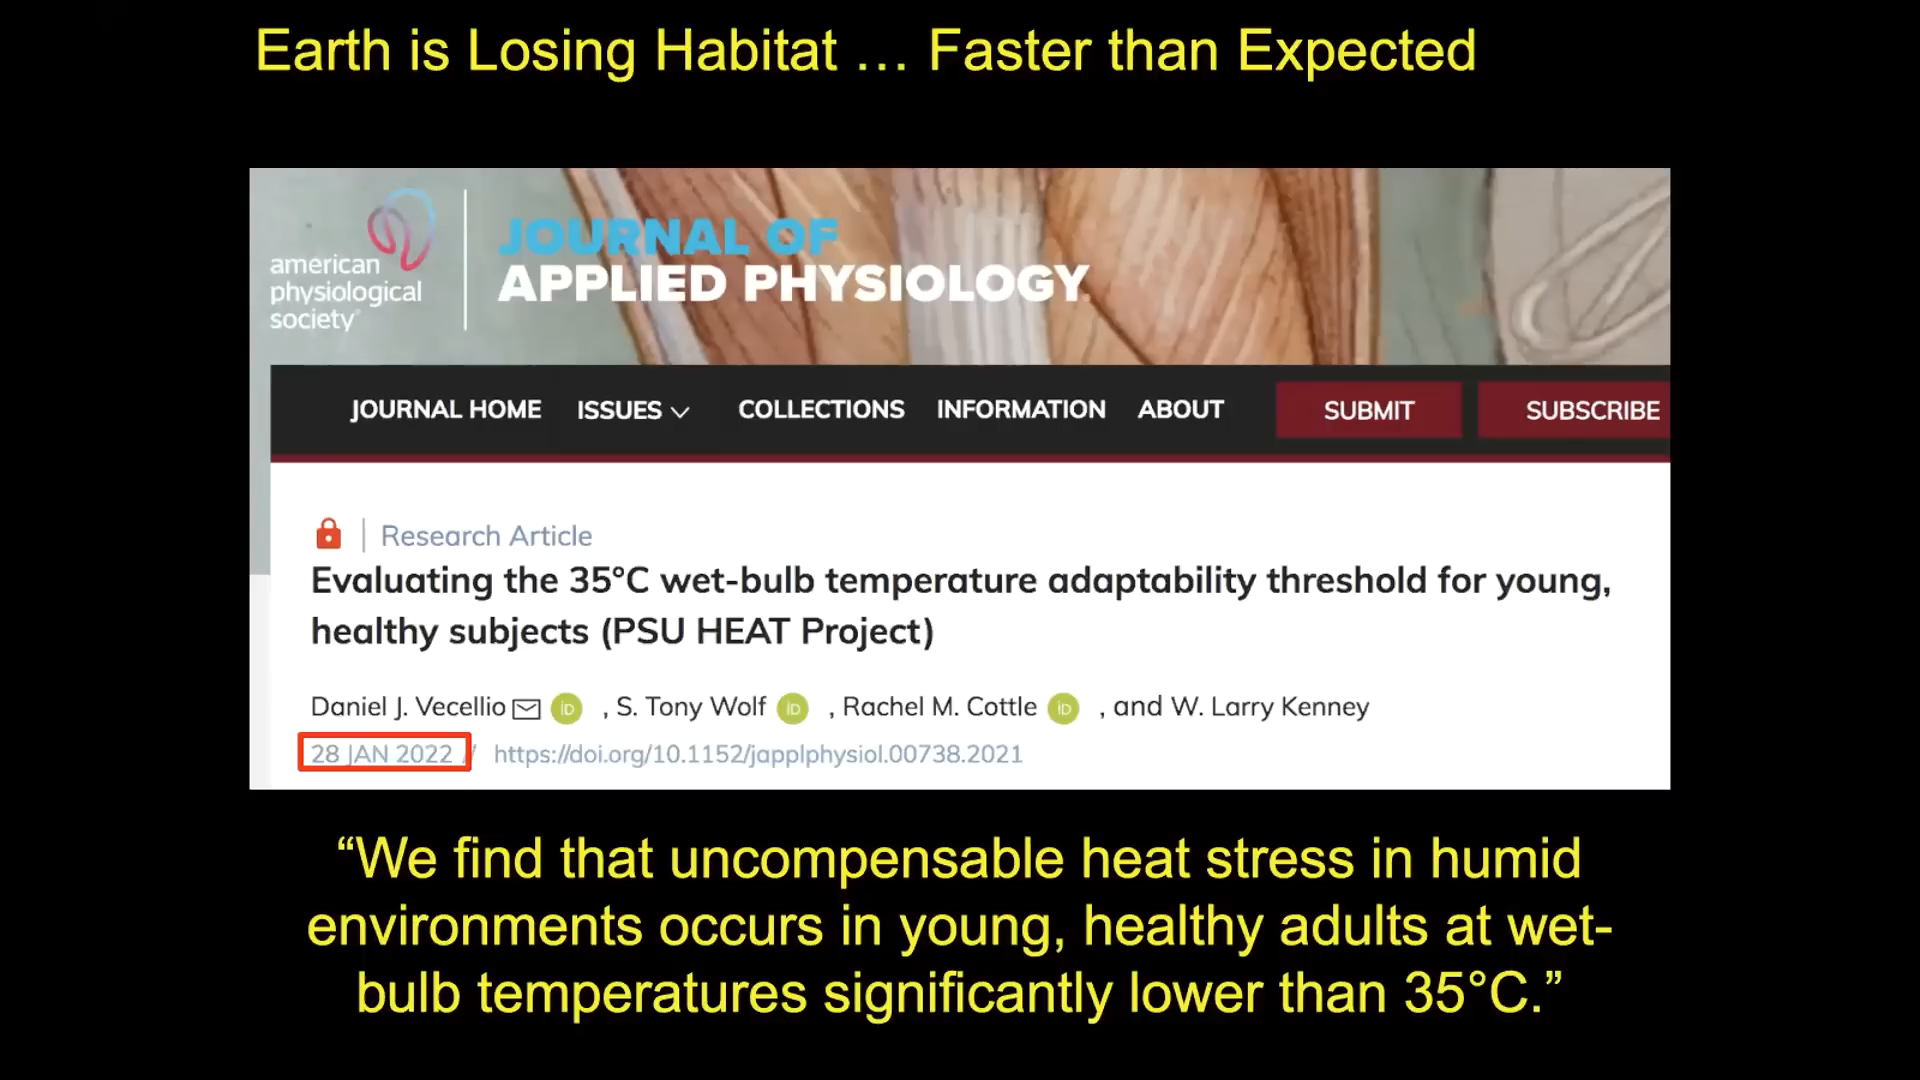 Earth is Losing Habitat … Faster than Expected
american
physiological
society
JOURNAL OF
APPLIED PHYSIOLOGY
JOURNAL HOME ISSUES COLLECTIONS INFORMATION ABOUT SUBMIT SUBSCRIBE
Research Article
Evaluating the 35°C wet-bulb temperature adaptability threshold for young,
healthy subjects (PSU HEAT Project)
Daniel J. Vecellio iD , S. Tony Wolf iD , Rachel M. Cottle iD , and W. Larry Kenney
28 JAN 2022 // https://doi.org/10.1152/japplphysiol.00738.2021
“We find that uncompensable heat stress in humid
environments occurs in young, healthy adults at wet-
bulb temperatures significantly lower than 35°C.”